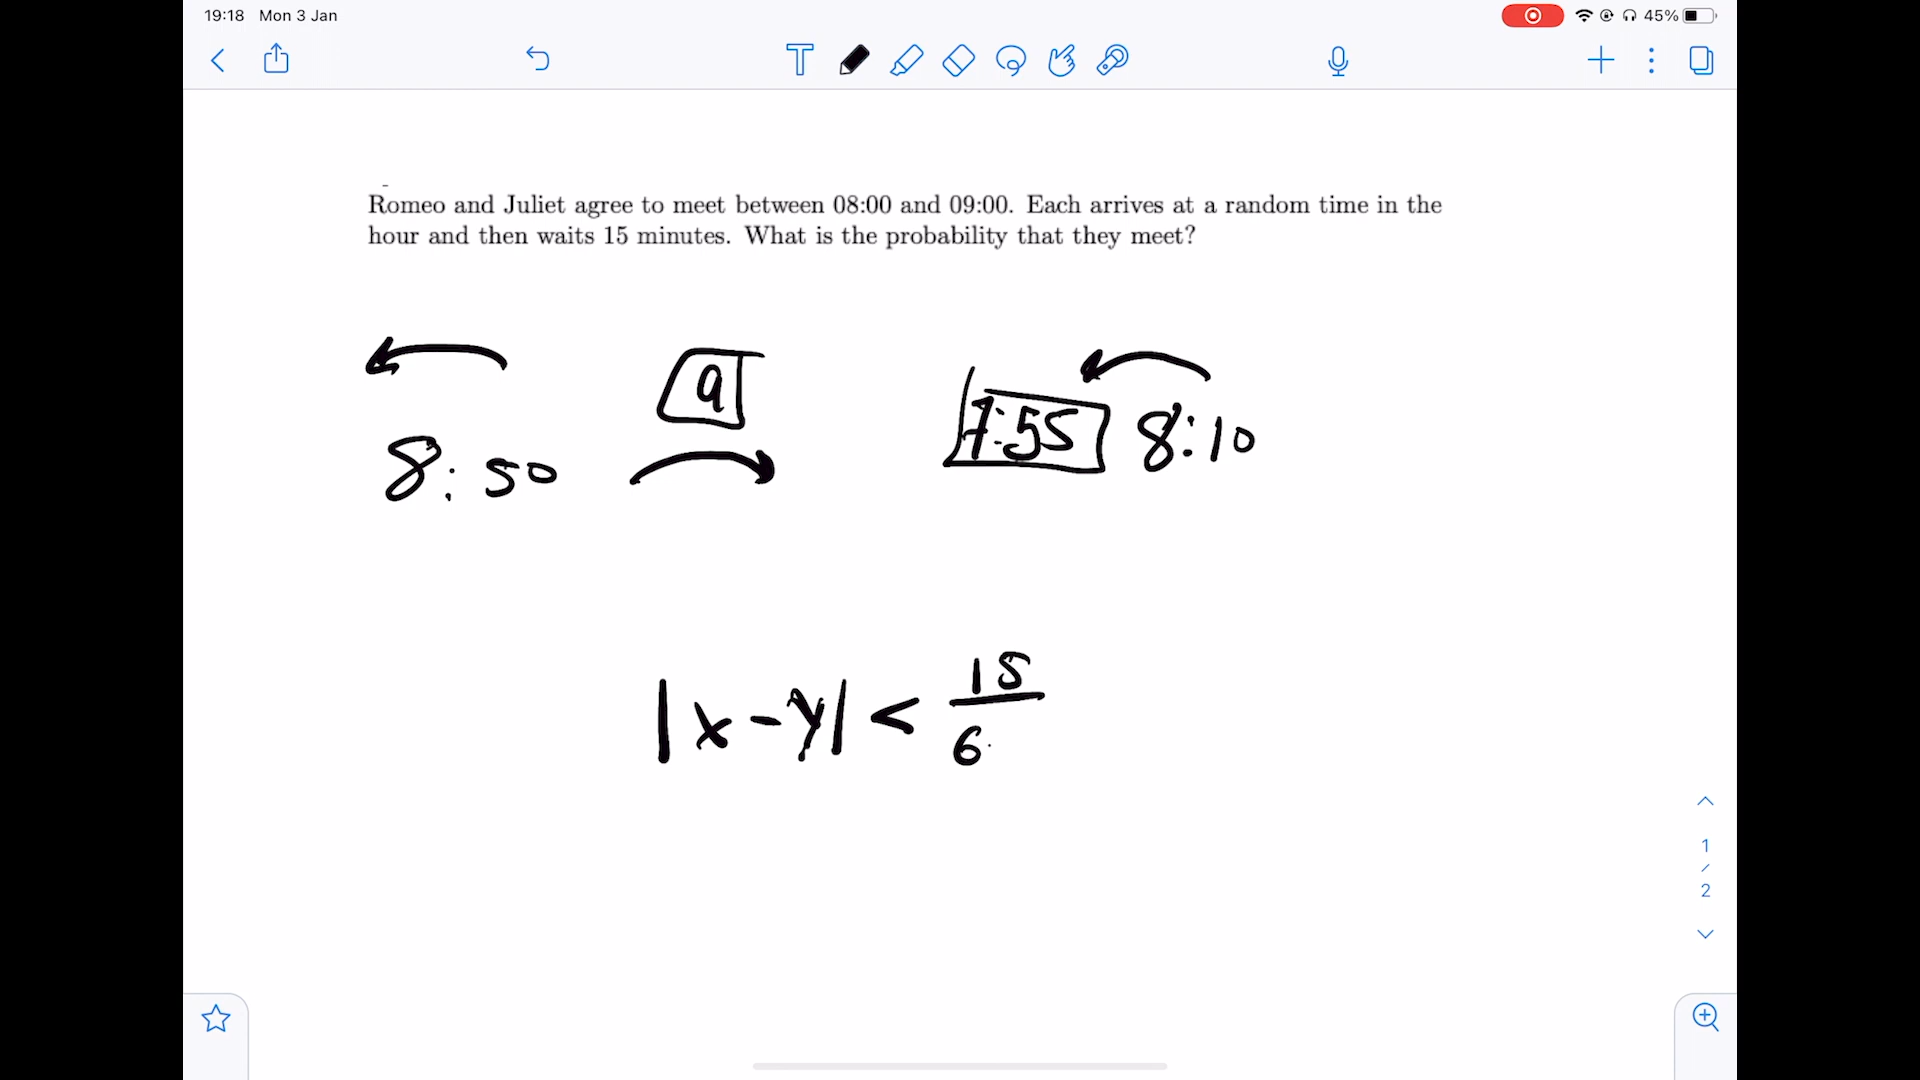 19:18 Mon 3 Jan
45%
Romeo and Juliet agree to meet between 08:00 and 09:00. Each arrives at a random time in the
hour and then waits 15 minutes. What is the probability that they meet?
9
7:55 8:10
8:50
|x-y| < 15
6
1
/
2